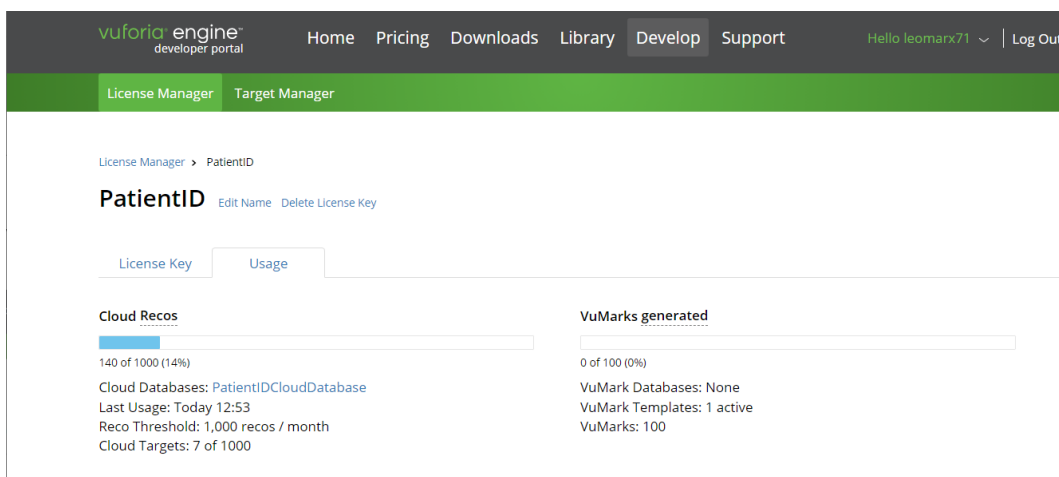 vuforia® engine™
developer portal
Home Pricing Downloads Library Develop Support
Hello leomarx71 | Log Out
License Manager Target Manager
License Manager > PatientID
PatientID Edit Name Delete License Key
License Key Usage
Cloud Recos
140 of 1000 (14%)
Cloud Databases: PatientIDCloudDatabase
Last Usage: Today 12:53
Reco Threshold: 1,000 recos / month
Cloud Targets: 7 of 1000
VuMarks generated
0 of 100 (0%)
VuMark Databases: None
VuMark Templates: 1 active
VuMarks: 100